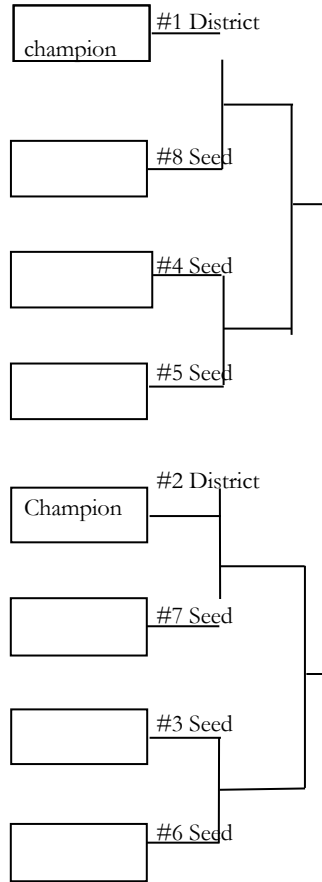 #1 District
champion
#8 Seed
#4 Seed
#5 Seed
#2 District
Champion
#7 Seed
#3 Seed
#6 Seed